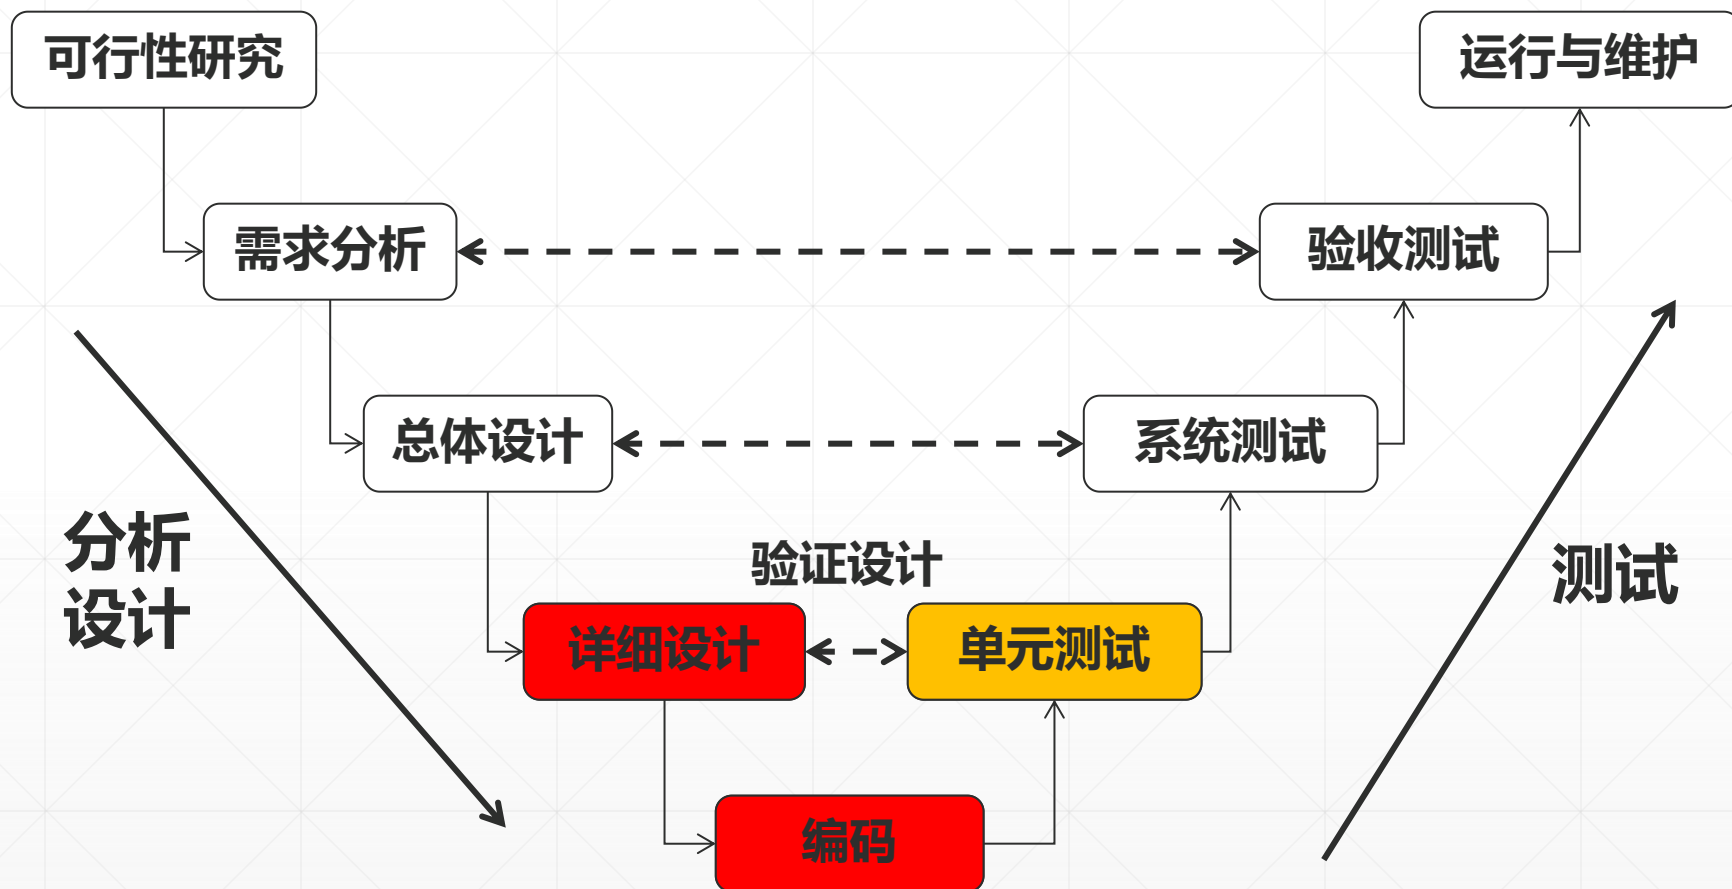 可行性研究
运行与维护
需求分析
验收测试
总体设计
系统测试
分析
设计
验证设计
测试
详细设计
单元测试
编码